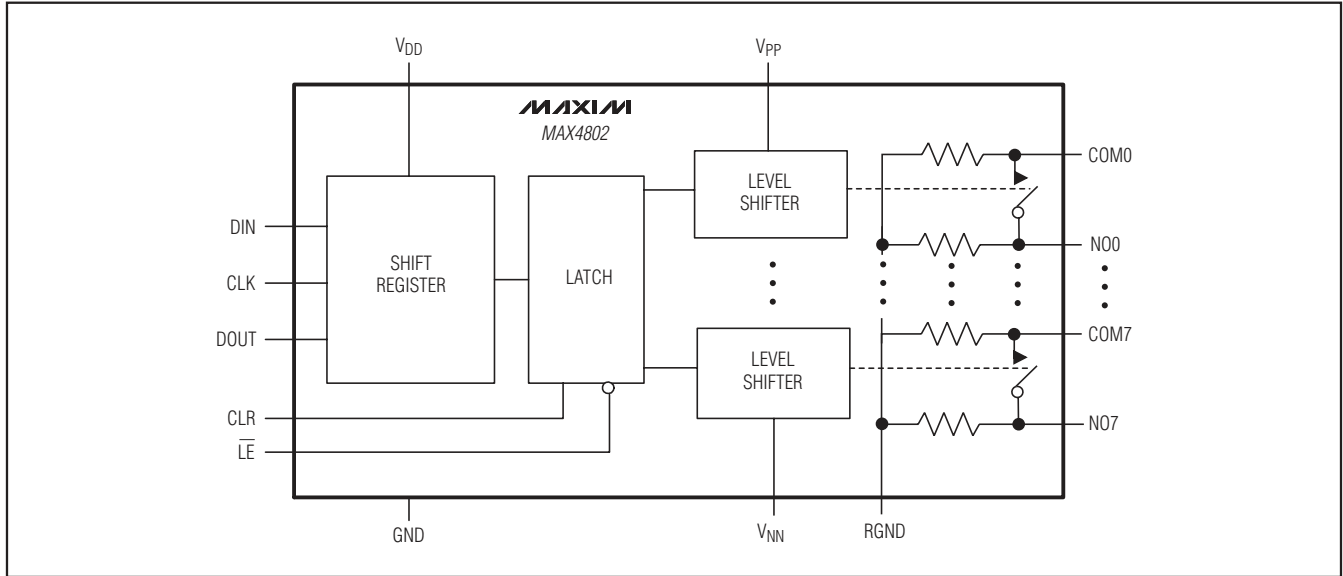 VDD
VPP
MAXIM
MAX4802
COM0
LEVEL
SHIFTER
DIN
NO0
SHIFT
REGISTER
LATCH
CLK
DOUT
COM7
LEVEL
SHIFTER
CLR
NO7
LE
GND
VNN
RGND